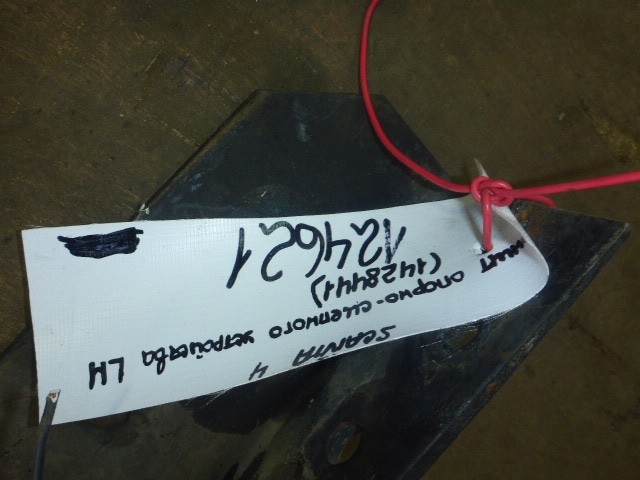 SCANIA 4
опорно-сцепного устройства LH
(1428441)
124621